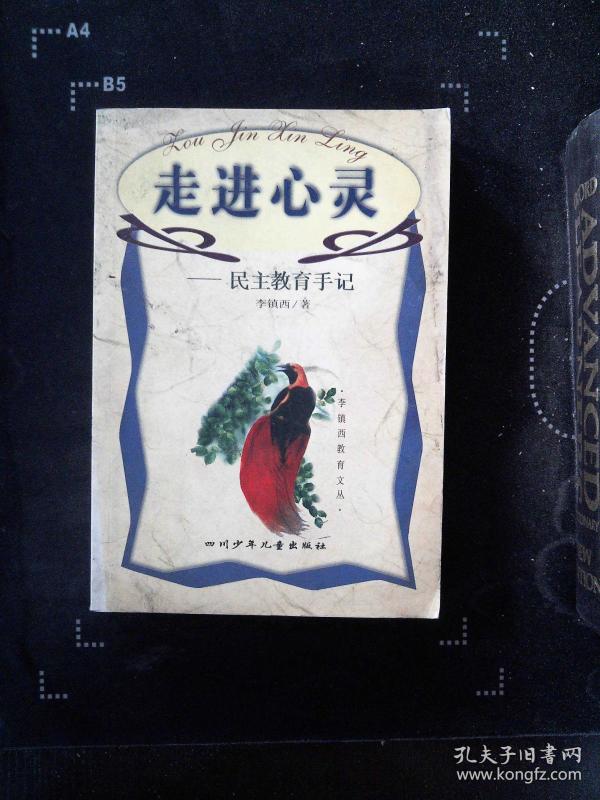 A4
B5
Zou Jin Xin Ling
走进心灵
——民主教育手记
李镇西/著
·李镇西教育文丛·
四川少年儿童出版社
ADVANCED
孔夫子旧书网
www.kongfz.com